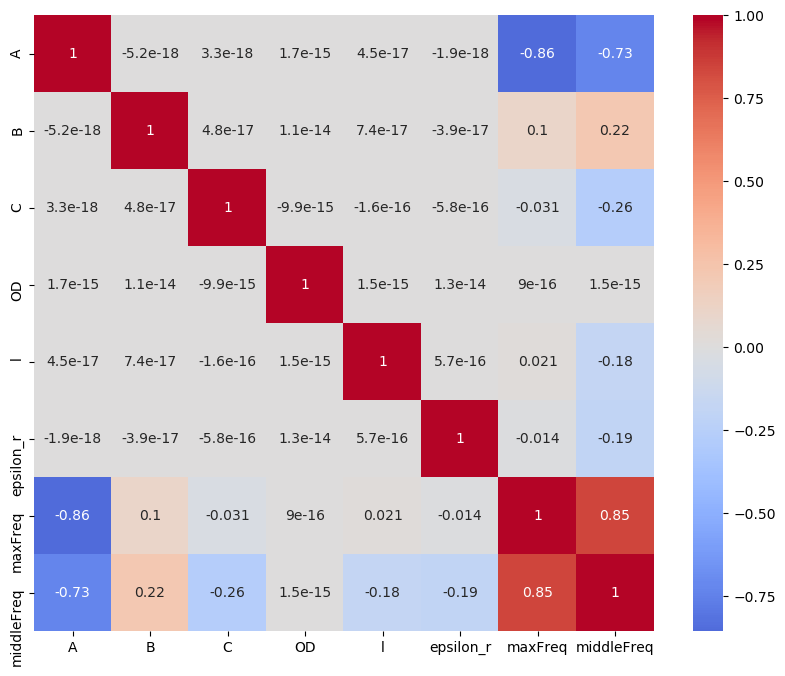 A 1 -5.2e-18 3.3e-18 1.7e-15 4.5e-17 -1.9e-18 -0.86 -0.73
B -5.2e-18 1 4.8e-17 1.1e-14 7.4e-17 -3.9e-17 0.1 0.22
C 3.3e-18 4.8e-17 1 -9.9e-15 -1.6e-16 -5.8e-16 -0.031 -0.26
OD 1.7e-15 1.1e-14 -9.9e-15 1 1.5e-15 1.3e-14 9e-16 1.5e-15
l 4.5e-17 7.4e-17 -1.6e-16 1.5e-15 1 5.7e-16 0.021 -0.18
epsilon_r -1.9e-18 -3.9e-17 -5.8e-16 1.3e-14 5.7e-16 1 -0.014 -0.19
maxFreq -0.86 0.1 -0.031 9e-16 0.021 -0.014 1 0.85
middleFreq -0.73 0.22 -0.26 1.5e-15 -0.18 -0.19 0.85 1
A B C OD l epsilon_r maxFreq middleFreq
1.00
0.75
0.50
0.25
0.00
−0.25
−0.50
−0.75